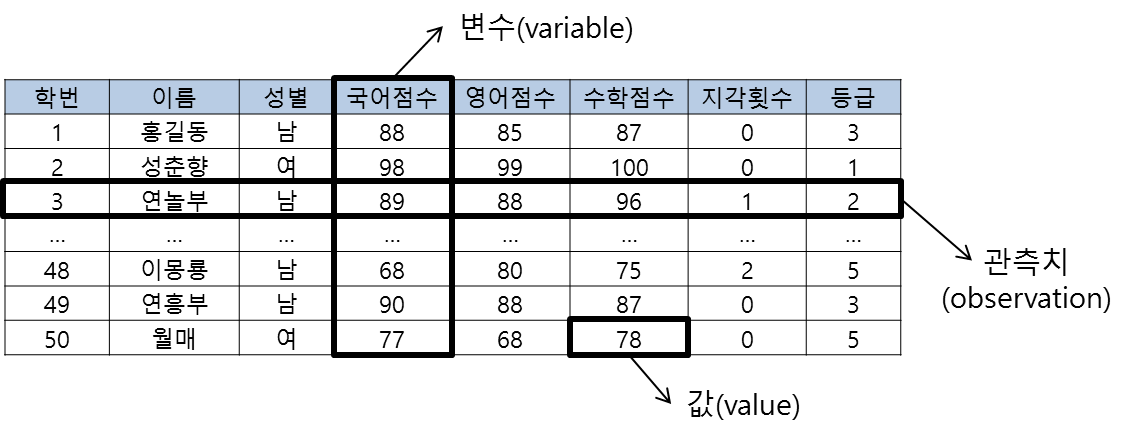 변수(variable)
학번 이름 성별 국어점수 영어점수 수학점수 지각횟수 등급
1 홍길동 남 88 85 87 0 3
2 성춘향 여 98 99 100 0 1
3 연놀부 남 89 88 96 1 2
... ... ... ... ... ... ... ...
48 이몽룡 남 68 80 75 2 5
49 연흥부 남 90 88 87 0 3
50 월매 여 77 68 78 0 5
관측치
(observation)
값(value)